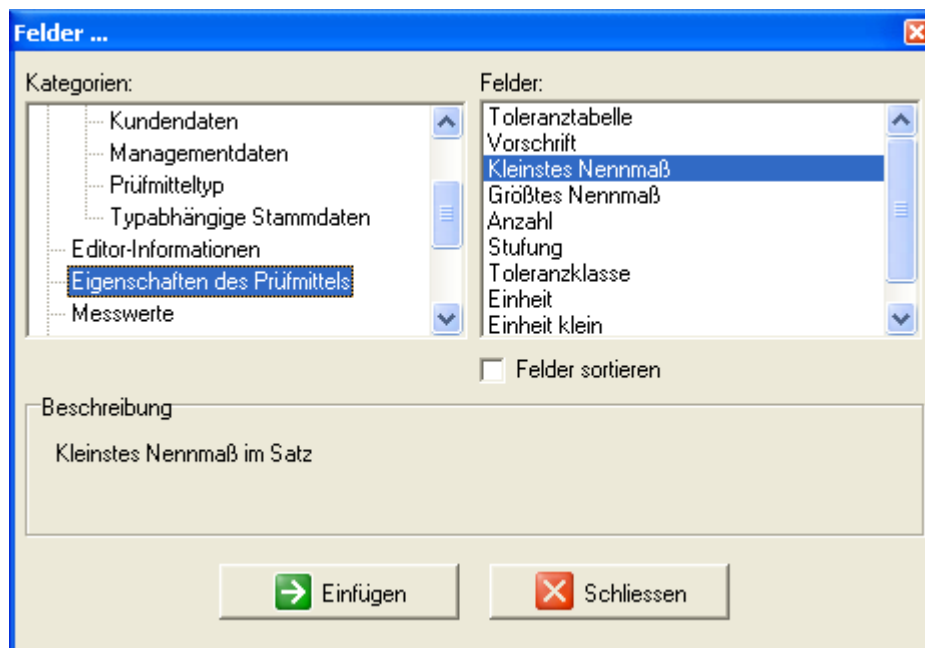 Felder ...
Kategorien:
Kundendaten
Managementdaten
Prüfmitteltyp
Typabhängige Stammdaten
Editor-Informationen
Eigenschaften des Prüfmittels
Messwerte
Felder:
Toleranztabelle
Vorschrift
Kleinstes Nennmaß
Größtes Nennmaß
Anzahl
Stufung
Toleranzklasse
Einheit
Einheit klein
Felder sortieren
Beschreibung
Kleinstes Nennmaß im Satz
Einfügen
Schliessen